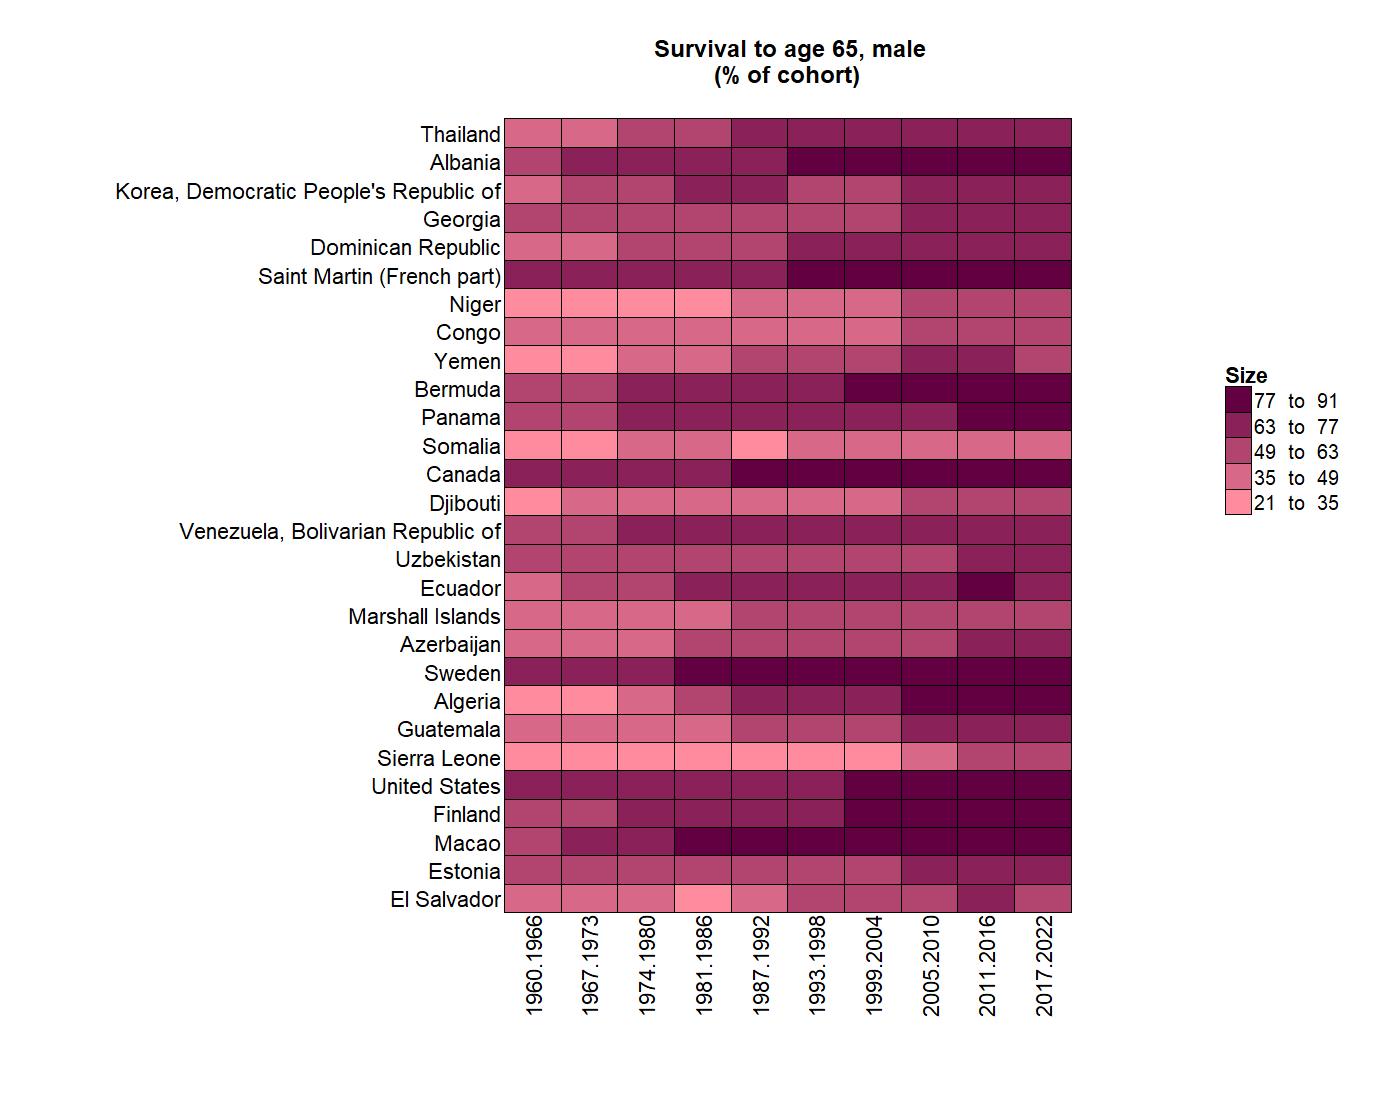 Survival to age 65, male
(% of cohort)
Thailand
Albania
Korea, Democratic People's Republic of
Georgia
Dominican Republic
Saint Martin (French part)
Niger
Congo
Yemen
Bermuda
Panama
Somalia
Canada
Djibouti
Venezuela, Bolivarian Republic of
Uzbekistan
Ecuador
Marshall Islands
Azerbaijan
Sweden
Algeria
Guatemala
Sierra Leone
United States
Finland
Macao
Estonia
El Salvador
1960.1966
1967.1973
1974.1980
1981.1986
1987.1992
1993.1998
1999.2004
2005.2010
2011.2016
2017.2022
Size
77 to 91
63 to 77
49 to 63
35 to 49
21 to 35